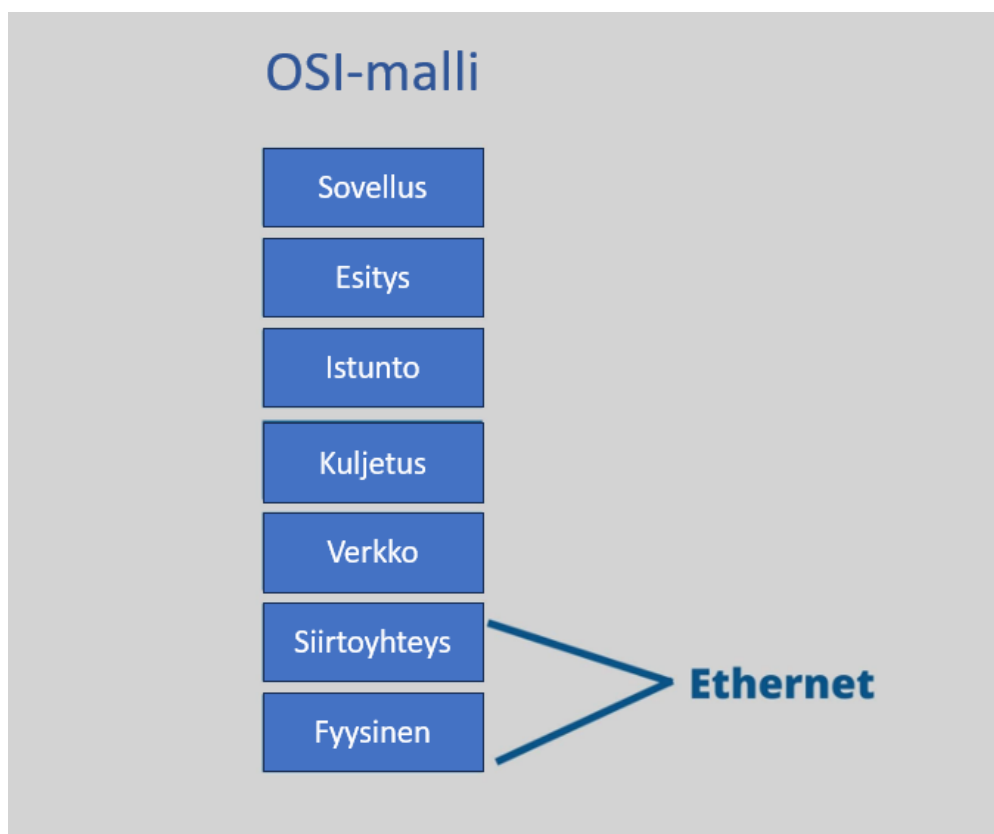 OSI-malli
Sovellus
Esitys
Istunto
Kuljetus
Verkko
Siirtoyhteys
Ethernet
Fyysinen